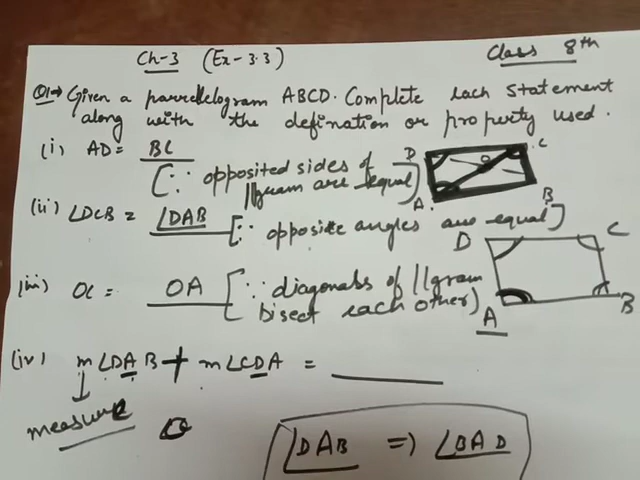 Ch-3 (Ex-3.3) Class 8th
Q1→ Given a parrellelogram ABCD. Complete each statement
along with the defination or property used.
(i) AD = BC
[∵ opposited sides of
||gram are equal]
D C
O
A B
(ii) ∠DCB = ∠DAB [∵ opposite angles are equal]
D C
(iii) OC = OA [∵ diagonabs of ||gram
bisect each other)
A B
(iv) m∠DAB + m∠CDA = ______
↓
measure
∠DAB ⇒ ∠BAD